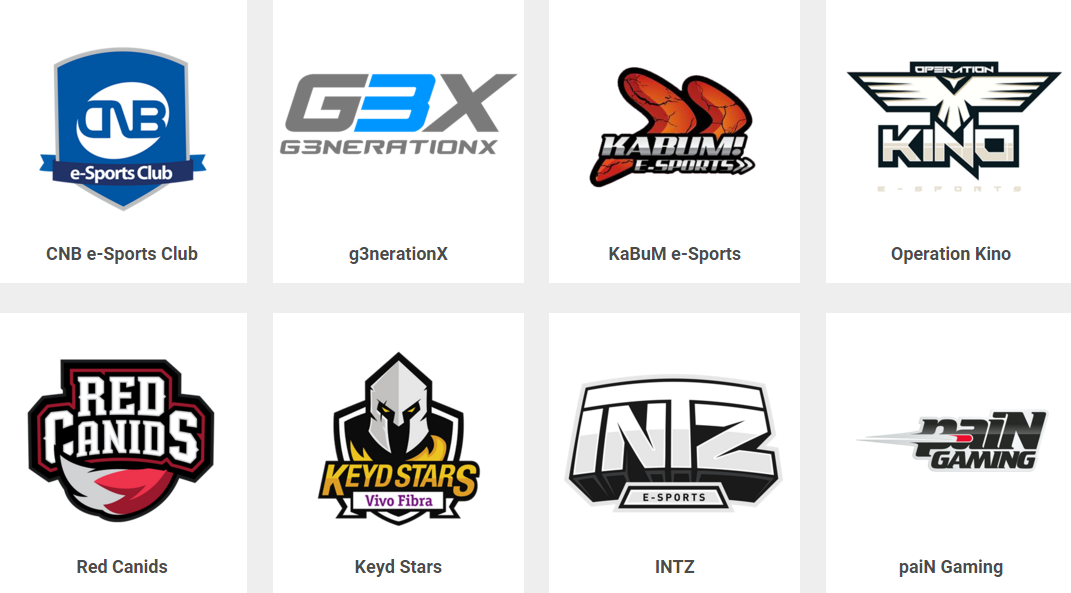 CNB
e-Sports Club
CNB e-Sports Club
G3X
G3NERATIONX
g3nerationX
KABUM!
E-SPORTS
KaBuM e-Sports
OPERATION
KINO
E-SPORTS
Operation Kino
RED
CANIDS
Red Canids
KEYD STARS
Vivo Fibra
Keyd Stars
INTZ
E-SPORTS
INTZ
paiN
GAMING
paiN Gaming